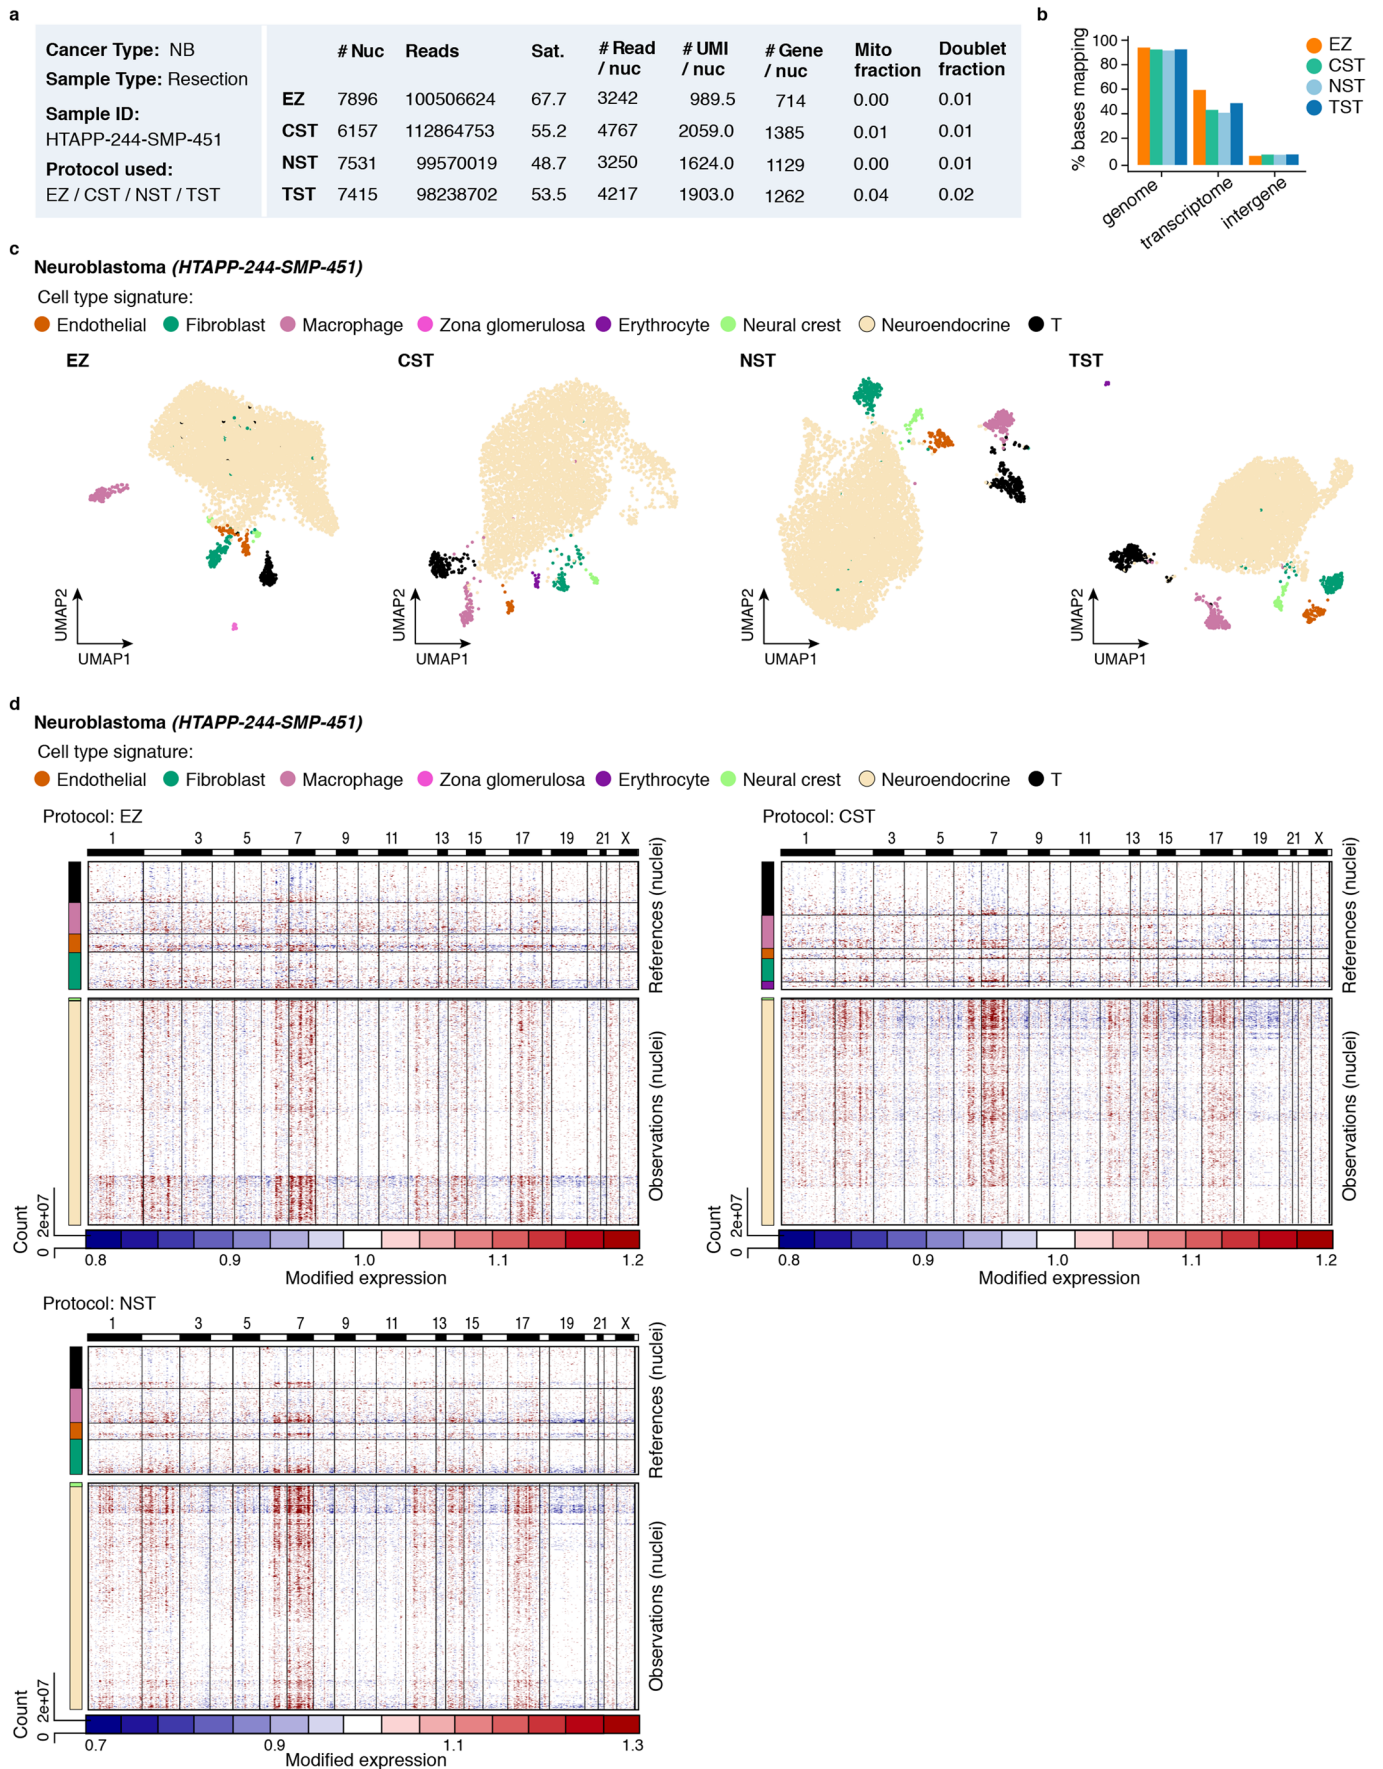 a
Cancer Type: NB
Sample Type: Resection
Sample ID:
HTAPP-244-SMP-451
Protocol used:
EZ / CST / NST / TST
# Nuc Reads Sat. # Read / nuc # UMI / nuc # Gene / nuc Mito fraction Doublet fraction
EZ 7896 100506624 67.7 3242 989.5 714 0.00 0.01
CST 6157 112864753 55.2 4767 2059.0 1385 0.01 0.01
NST 7531 99570019 48.7 3250 1624.0 1129 0.00 0.01
TST 7415 98238702 53.5 4217 1903.0 1262 0.04 0.02
b
% bases mapping
100
80
60
40
20
0
genome transcriptome intergene
EZ
CST
NST
TST
c
Neuroblastoma (HTAPP-244-SMP-451)
Cell type signature:
Endothelial Fibroblast Macrophage Zona glomerulosa Erythrocyte Neural crest Neuroendocrine T
EZ CST NST TST
UMAP2 UMAP2 UMAP2 UMAP2
UMAP1 UMAP1 UMAP1 UMAP1
d
Neuroblastoma (HTAPP-244-SMP-451)
Cell type signature:
Endothelial Fibroblast Macrophage Zona glomerulosa Erythrocyte Neural crest Neuroendocrine T
Protocol: EZ
1 3 5 7 9 11 13 15 17 19 21 X
References (nuclei)
Observations (nuclei)
Count
0 2e+07
0.8 0.9 1.0 1.1 1.2
Modified expression
Protocol: CST
1 3 5 7 9 11 13 15 17 19 21 X
References (nuclei)
Observations (nuclei)
Count
0 2e+07
0.8 0.9 1.0 1.1 1.2
Modified expression
Protocol: NST
1 3 5 7 9 11 13 15 17 19 21 X
References (nuclei)
Observations (nuclei)
Count
0 2e+07
0.7 0.9 1.1 1.3
Modified expression